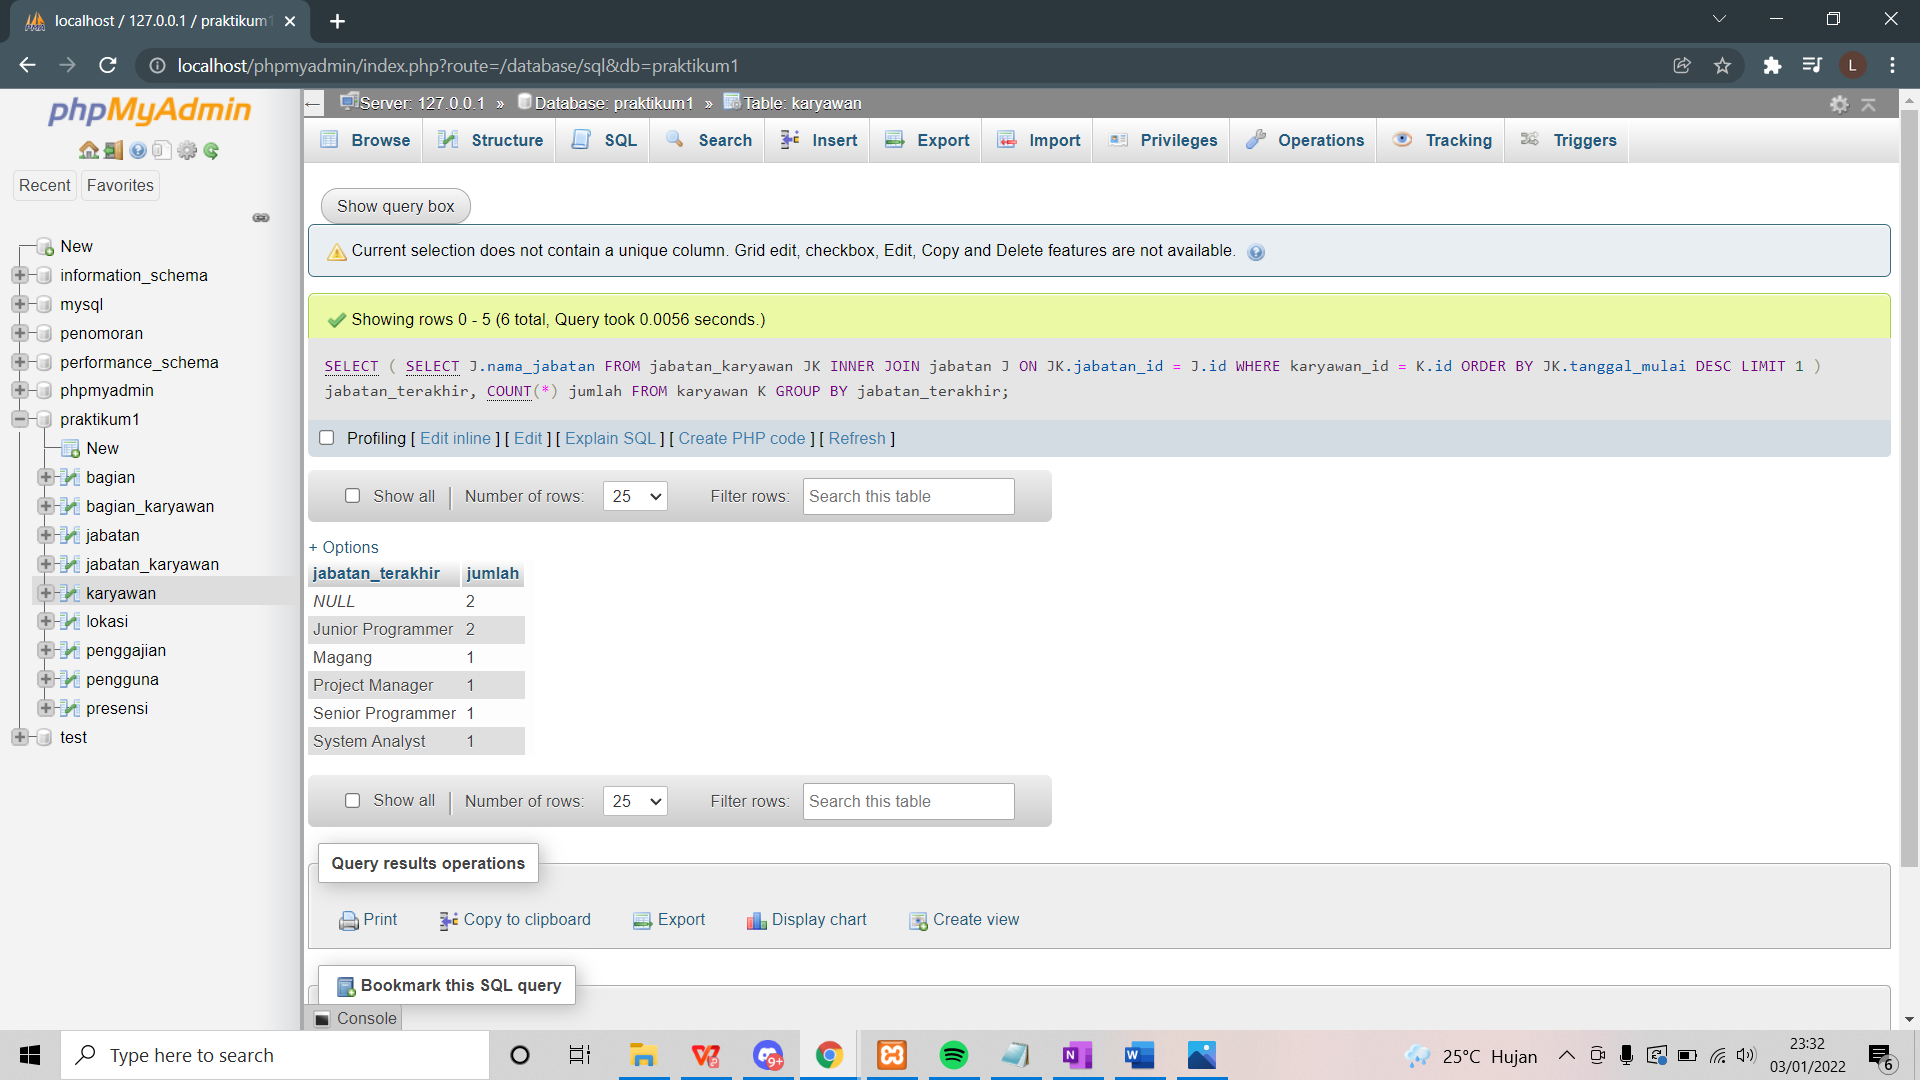 localhost / 127.0.0.1 / praktikum1
localhost/phpmyadmin/index.php?route=/database/sql&db=praktikum1
L
phpMyAdmin
Recent Favorites
New
information_schema
mysql
penomoran
performance_schema
phpmyadmin
praktikum1
New
bagian
bagian_karyawan
jabatan
jabatan_karyawan
karyawan
lokasi
penggajian
pengguna
presensi
test
Server: 127.0.0.1 » Database: praktikum1 » Table: karyawan
Browse Structure SQL Search Insert Export Import Privileges Operations Tracking Triggers
Show query box
Current selection does not contain a unique column. Grid edit, checkbox, Edit, Copy and Delete features are not available.
Showing rows 0 - 5 (6 total, Query took 0.0056 seconds.)
SELECT ( SELECT J.nama_jabatan FROM jabatan_karyawan JK INNER JOIN jabatan J ON JK.jabatan_id = J.id WHERE karyawan_id = K.id ORDER BY JK.tanggal_mulai DESC LIMIT 1 )
jabatan_terakhir, COUNT(*) jumlah FROM karyawan K GROUP BY jabatan_terakhir;
Profiling [ Edit inline ] [ Edit ] [ Explain SQL ] [ Create PHP code ] [ Refresh ]
Show all | Number of rows: 25 Filter rows: Search this table
+ Options
jabatan_terakhir jumlah
NULL 2
Junior Programmer 2
Magang 1
Project Manager 1
Senior Programmer 1
System Analyst 1
Show all | Number of rows: 25 Filter rows: Search this table
Query results operations
Print Copy to clipboard Export Display chart Create view
Bookmark this SQL query
Console
Type here to search
9+
N
W
25°C Hujan
23:32
03/01/2022
6